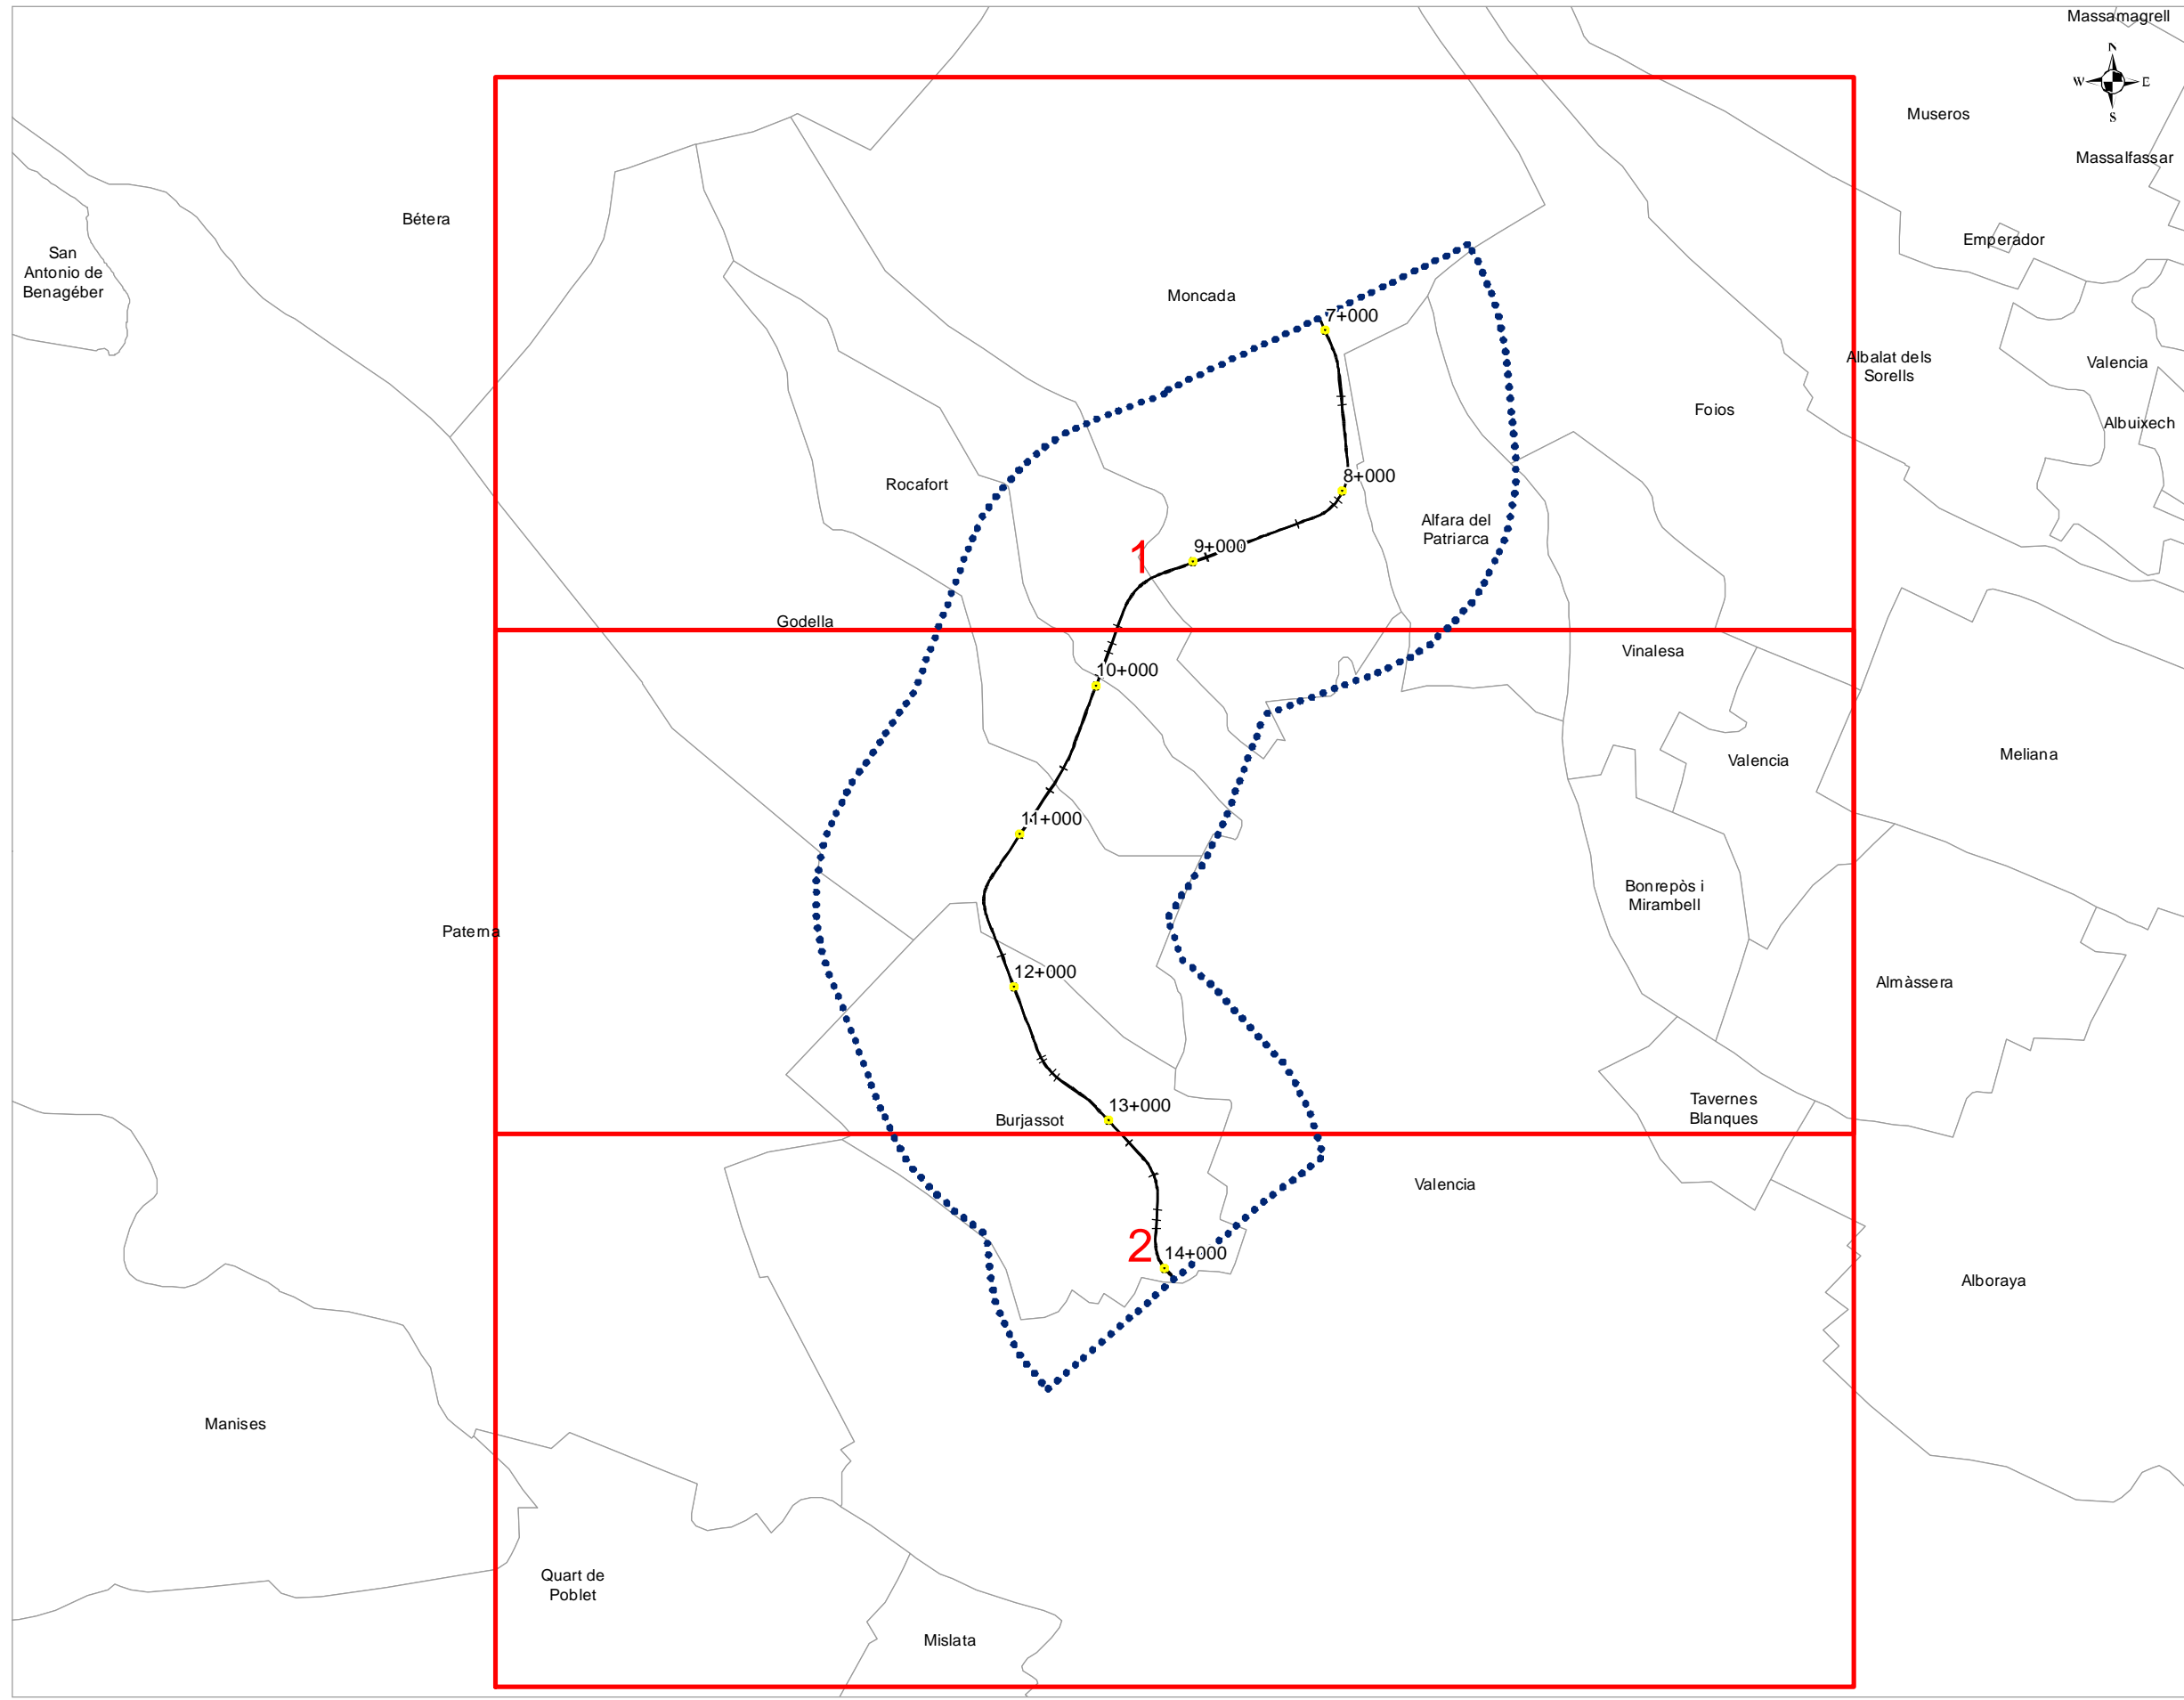 Massamagrell
N
W
E
S
Museros
Massalfassar
Bétera
Emperador
San
Antonio de
Benagéber
Moncada
7+000
Albalat dels
Sorells
Valencia
Foios
Albuixech
Rocafort
8+000
Alfara del
Patriarca
1
9+000
Godella
Vinalesa
10+000
Valencia
Meliana
11+000
Bonrepòs i
Mirambell
Paterna
12+000
Almàssera
13+000
Burjassot
Tavernes
Blanques
Valencia
2
14+000
Alboraya
Manises
Quart de
Poblet
Mislata